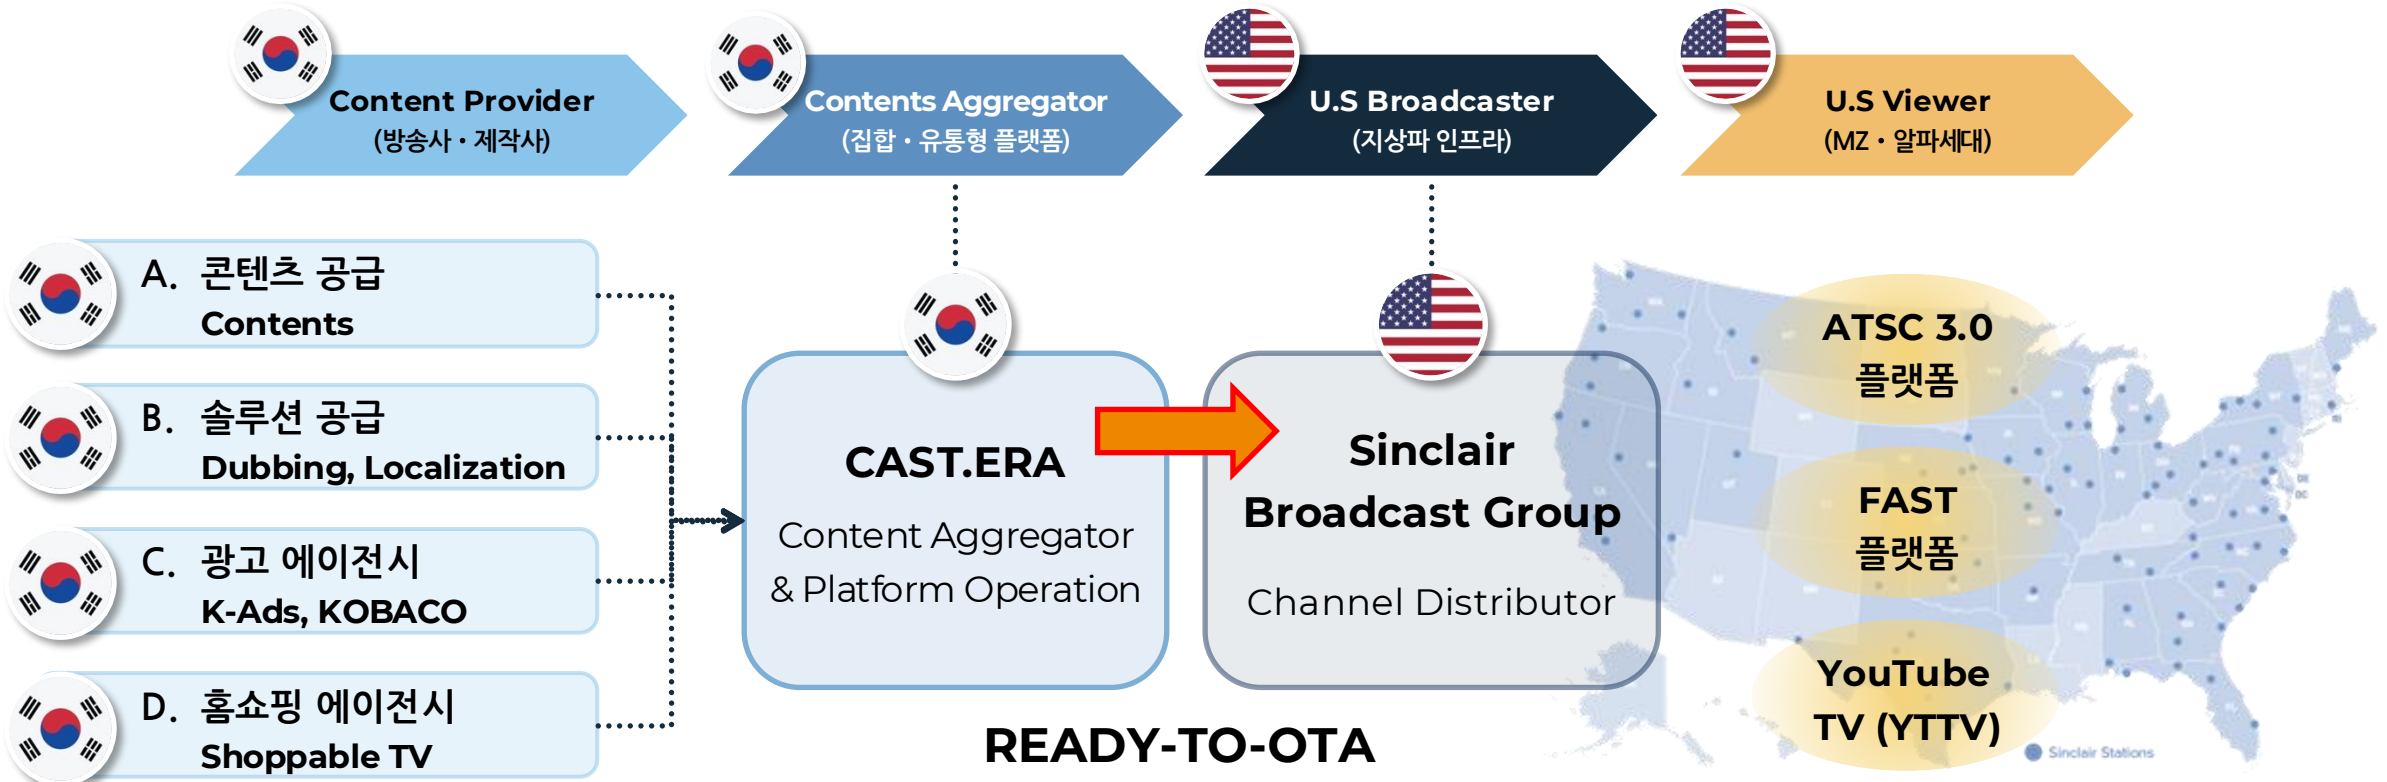 Content Provider
(방송사・제작사)
Contents Aggregator
(집합・유통형 플랫폼)
U.S Broadcaster
(지상파 인프라)
U.S Viewer
(MZ・알파세대)
A. 콘텐츠 공급
Contents
B. 솔루션 공급
Dubbing, Localization
C. 광고 에이전시
K-Ads, KOBACO
D. 홈쇼핑 에이전시
Shoppable TV
CAST.ERA
Content Aggregator
& Platform Operation
Sinclair
Broadcast Group
Channel Distributor
READY-TO-OTA
ATSC 3.0
플랫폼
FAST
플랫폼
YouTube
TV (YTTV)
Sinclair Stations